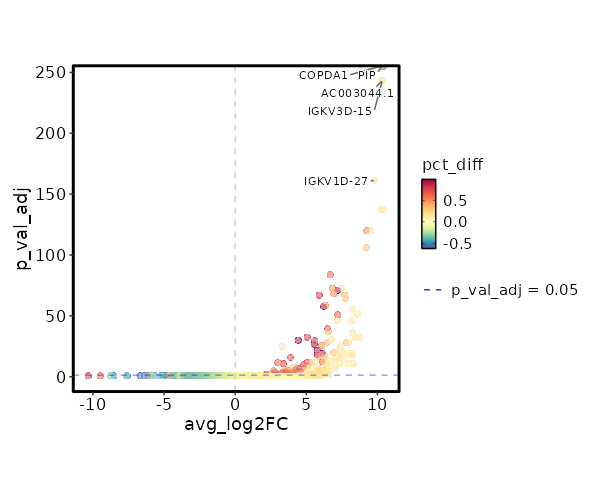 250
200
150
100
50
0
p_val_adj
COPDA1
PIP
AC003044.1
IGKV3D-15
IGKV1D-27
-10
-5
0
5
10
avg_log2FC
pct_diff
0.5
0.0
-0.5
p_val_adj = 0.05